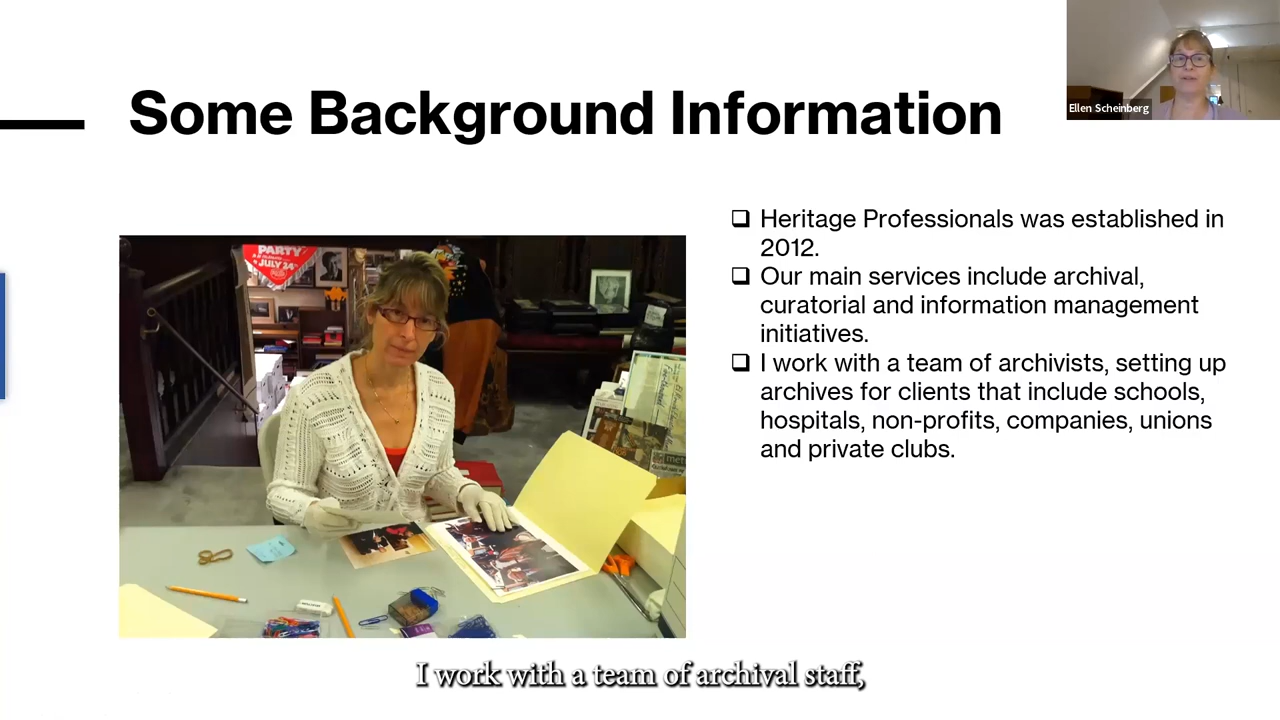 Some Background Information
Ellen Scheinberg
❑ Heritage Professionals was established in
2012.
❑ Our main services include archival,
curatorial and information management
initiatives.
❑ I work with a team of archivists, setting up
archives for clients that include schools,
hospitals, non-profits, companies, unions
and private clubs.
PARTY
JULY 24
I work with a team of archival staff,